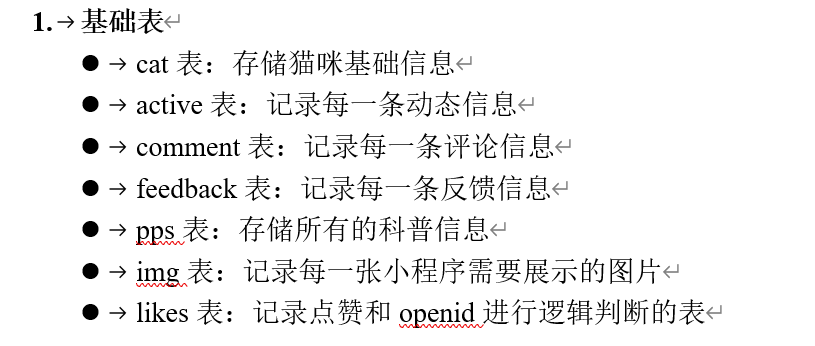 1.→基础表↵
●→cat 表：存储猫咪基础信息↵
●→active 表：记录每一条动态信息↵
●→comment 表：记录每一条评论信息↵
●→feedback 表：记录每一条反馈信息↵
●→pps 表：存储所有的科普信息↵
●→img 表：记录每一张小程序需要展示的图片↵
●→likes 表：记录点赞和 openid 进行逻辑判断的表↵